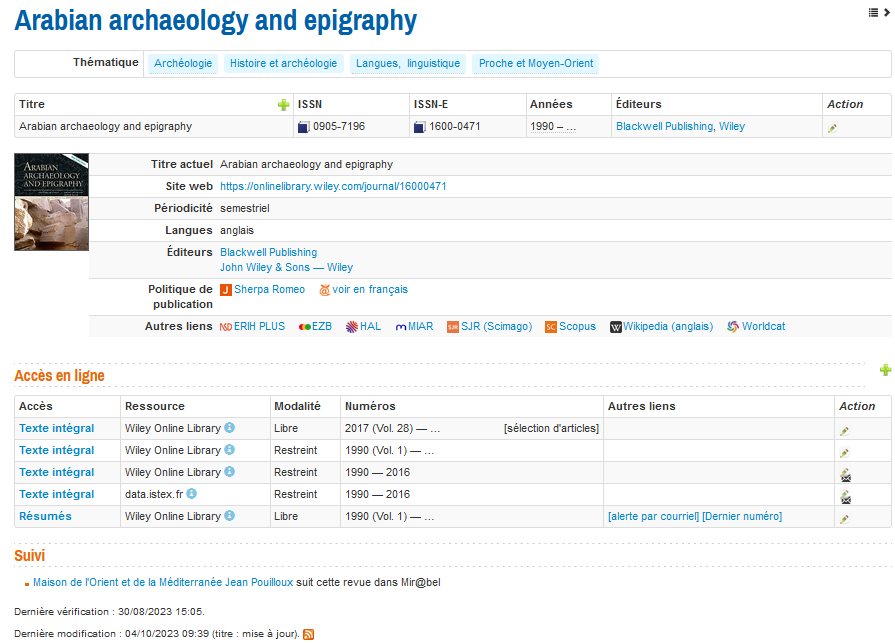 Arabian archaeology and epigraphy
Thématique Archéologie Histoire et archéologie Langues, linguistique Proche et Moyen-Orient
Titre ISSN ISSN-E Années Éditeurs Action
Arabian archaeology and epigraphy 0905-7196 1600-0471 1990 – … Blackwell Publishing, Wiley
ARABIAN
ARCHAEOLOGY
AND EPIGRAPHY
Titre actuel Arabian archaeology and epigraphy
Site web https://onlinelibrary.wiley.com/journal/16000471
Périodicité semestriel
Langues anglais
Éditeurs Blackwell Publishing
John Wiley & Sons — Wiley
Politique de Sherpa Romeo voir en français
publication
Autres liens ERIH PLUS EZB HAL MIAR SJR SJR (Scimago) SC Scopus W Wikipedia (anglais) Worldcat
Accès en ligne
Accès Ressource Modalité Numéros Autres liens Action
Texte intégral Wiley Online Library Libre 2017 (Vol. 28) — … [sélection d'articles]
Texte intégral Wiley Online Library Restreint 1990 (Vol. 1) — …
Texte intégral Wiley Online Library Restreint 1990 — 2016
Texte intégral data.istex.fr Restreint 1990 — 2016
Résumés Wiley Online Library Libre 1990 (Vol. 1) — … [alerte par courriel] [Dernier numéro]
Suivi
Maison de l'Orient et de la Méditerranée Jean Pouilloux suit cette revue dans Mir@bel
Dernière vérification : 30/08/2023 15:05.
Dernière modification : 04/10/2023 09:39 (titre : mise à jour).